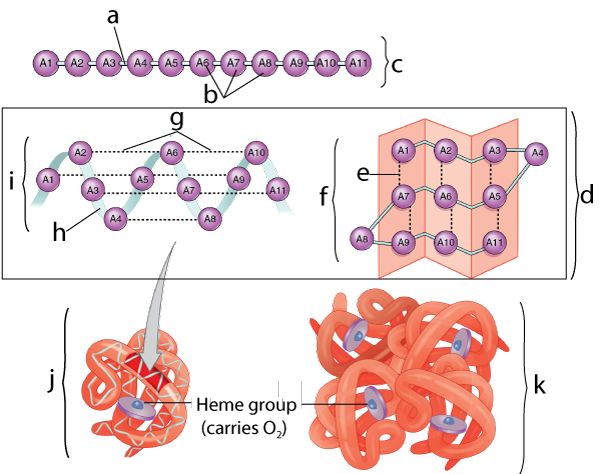 a
A1 A2 A3 A4 A5 A6 A7 A8 A9 A10 A11
c
b
g
i
A2 A6 A10
A1 A5 A9
A3 A7 A11
A4 A8
h
f
e
d
A1 A2 A3
A4
A7 A6 A5
A8
A9 A10 A11
j
k
Heme group
(carries O₂)